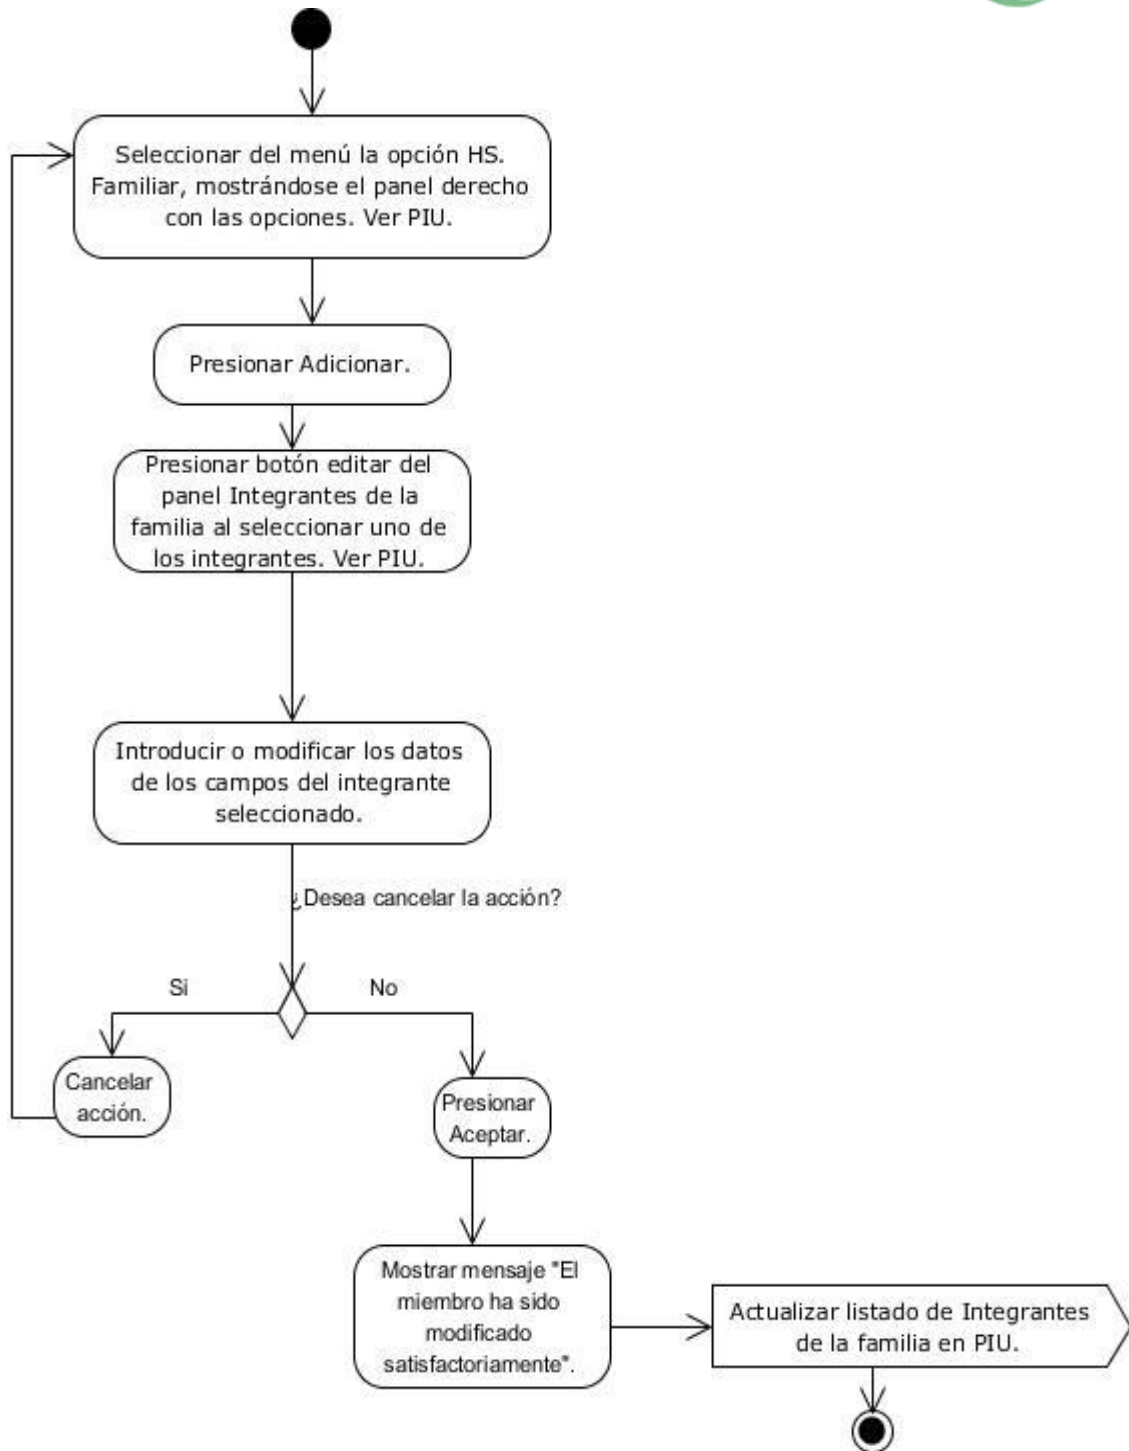 Seleccionar del menú la opción HS.
Familiar, mostrándose el panel derecho
con las opciones. Ver PIU.
Presionar Adicionar.
Presionar botón editar del
panel Integrantes de la
familia al seleccionar uno de
los integrantes. Ver PIU.
Introducir o modificar los datos
de los campos del integrante
seleccionado.
¿Desea cancelar la acción?
Si
No
Cancelar
acción.
Presionar
Aceptar.
Mostrar mensaje "El
miembro ha sido
modificado
satisfactoriamente".
Actualizar listado de Integrantes
de la familia en PIU.